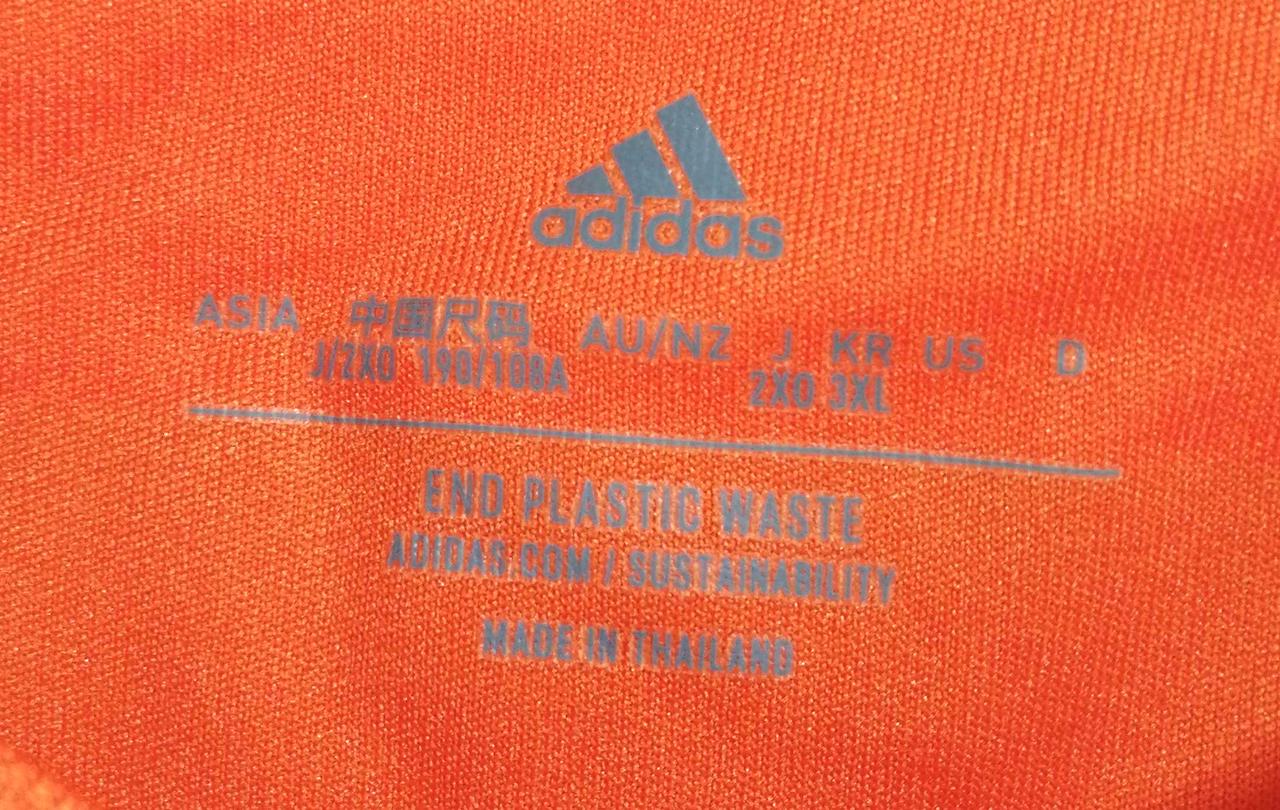 adidas
ASIA 中国尺码 AU/NZ J KR US D
J/2XO 190/108A 2XO 3XL
END PLASTIC WASTE
ADIDAS.COM / SUSTAINABILITY
MADE IN THAILAND